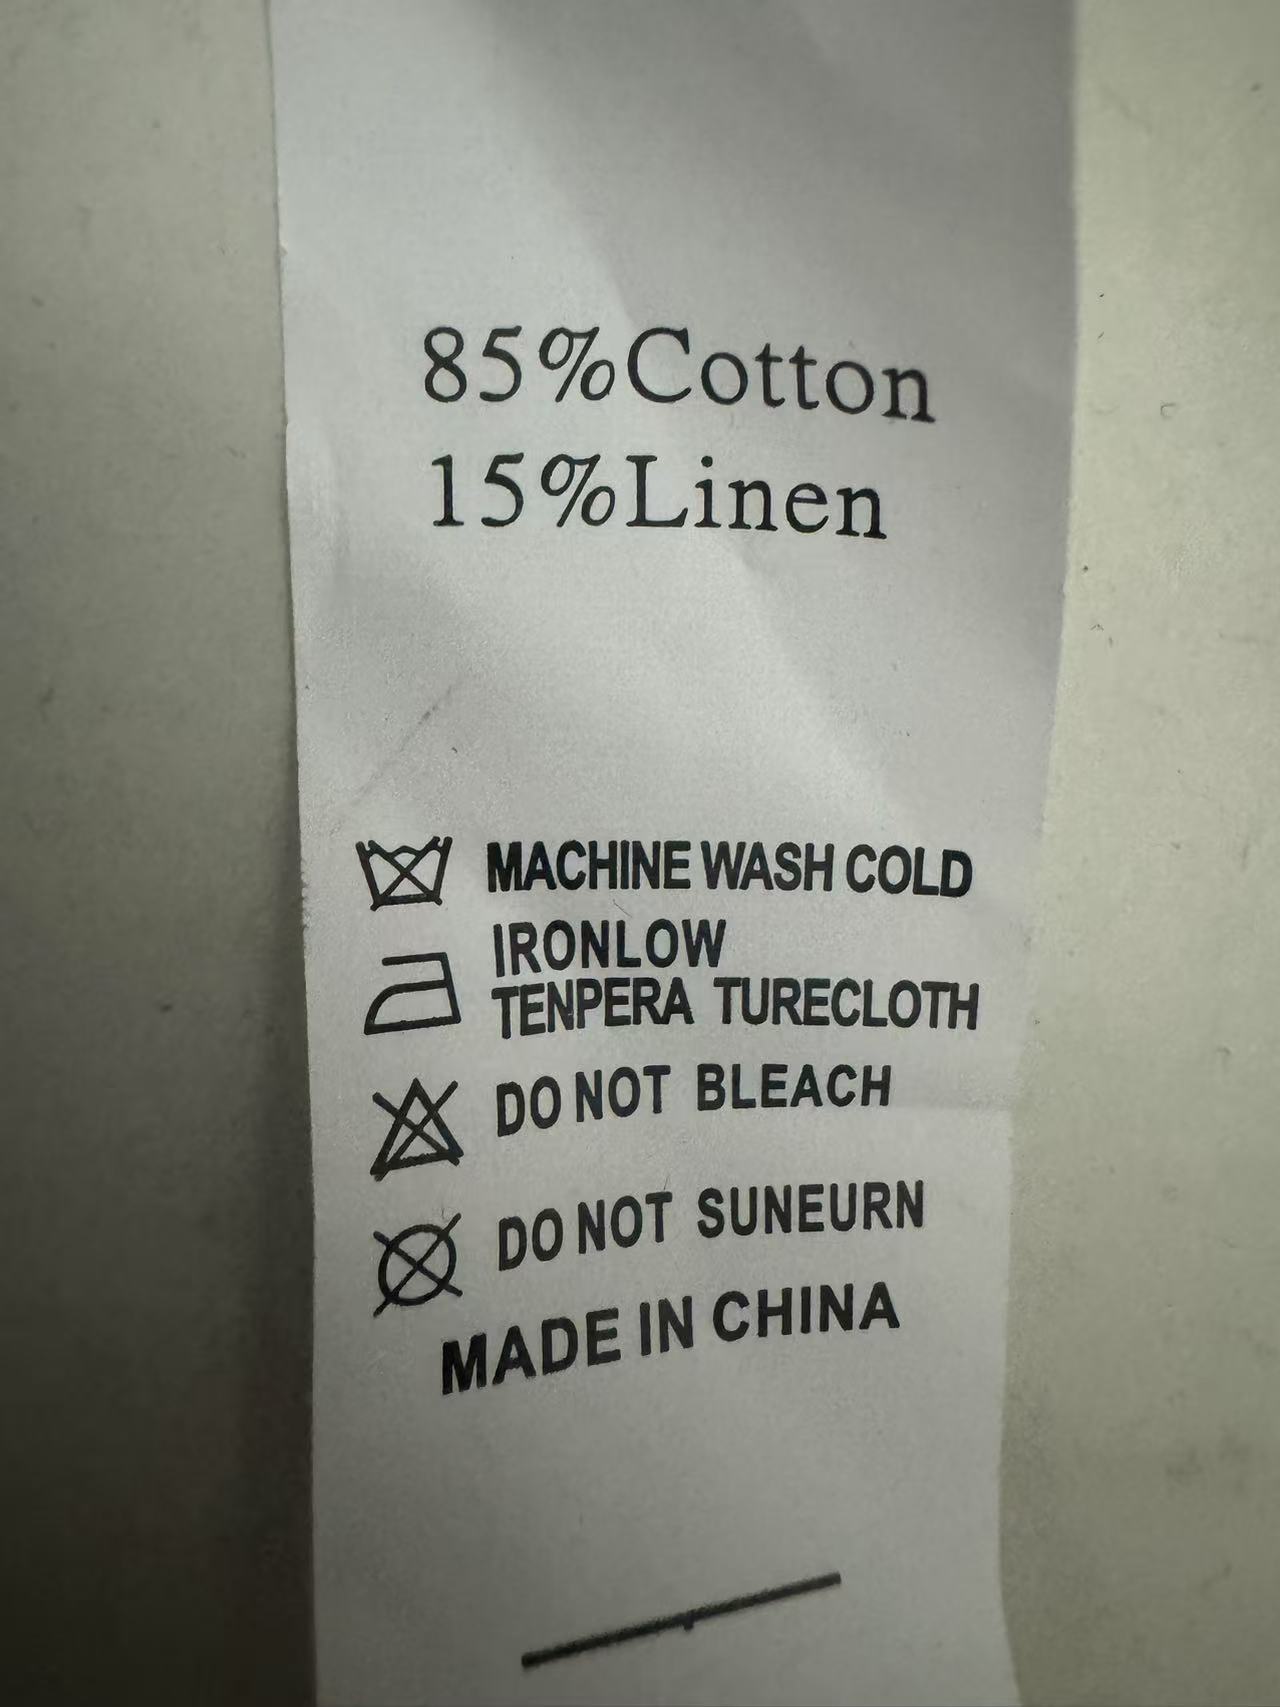 85%Cotton
15%Linen
MACHINE WASH COLD
IRONLOW
TENPERA TURECLOTH
DO NOT BLEACH
DO NOT SUNEURN
MADE IN CHINA